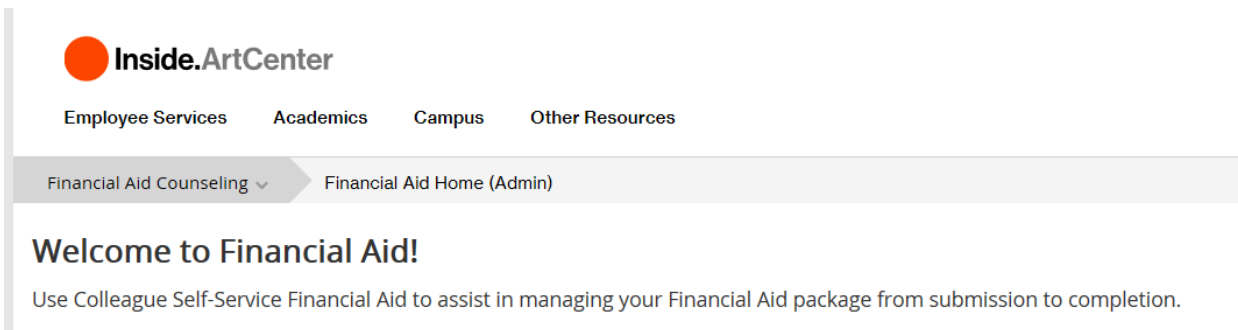 Inside.ArtCenter
Employee Services Academics Campus Other Resources
Financial Aid Counseling Financial Aid Home (Admin)
Welcome to Financial Aid!
Use Colleague Self-Service Financial Aid to assist in managing your Financial Aid package from submission to completion.